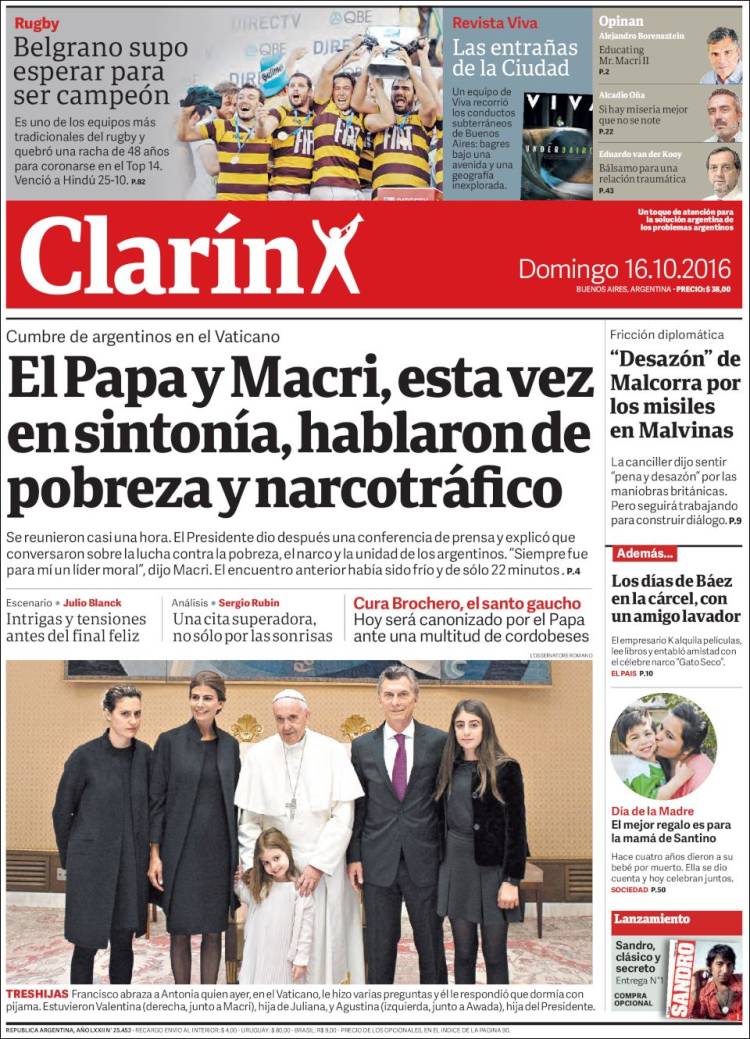 Rugby
Belgrano supo
esperar para
ser campeón
Es uno de los equipos más
tradicionales del rugby y
quebró una racha de 48 años
para coronarse en el Top 14.
Venció a Hindú 25-10. P.82
DIRECTV
QBE
FIAT
FIAT
Revista Viva
Las entrañas
de la Ciudad
Un equipo de
Viva recorrió
los conductos
subterráneos
de Buenos
Aires: bagres
bajo una
avenida y una
geografía
inexplorada.
VIVA
UNDERBAIRES
Opinan
Alejandro Borensztein
Educating
Mr. Macri II
P.2
Alcadio Oña
Si hay miseria mejor
que no se note
P.22
Eduardo van der Kooy
Bálsamo para una
relación traumática
P.43
Clarín
Un toque de atención para
la solución argentina de
los problemas argentinos
Domingo 16.10.2016
BUENOS AIRES, ARGENTINA - PRECIO: $ 38,00
Cumbre de argentinos en el Vaticano
El Papa y Macri, esta vez
en sintonía, hablaron de
pobreza y narcotráfico
Se reunieron casi una hora. El Presidente dio después una conferencia de prensa y explicó que
conversaron sobre la lucha contra la pobreza, el narco y la unidad de los argentinos. “Siempre fue
para mí un líder moral”, dijo Macri. El encuentro anterior había sido frío y de sólo 22 minutos. P.4
Escenario • Julio Blanck
Intrigas y tensiones
antes del final feliz
Análisis • Sergio Rubin
Una cita superadora,
no sólo por las sonrisas
Cura Brochero, el santo gaucho
Hoy será canonizado por el Papa
ante una multitud de cordobeses
L'OSSERVATORE ROMANO
TRES HIJAS Francisco abraza a Antonia quien ayer, en el Vaticano, le hizo varias preguntas y él le respondió que dormía con
pijama. Estuvieron Valentina (derecha, junto a Macri), hija de Juliana, y Agustina (izquierda, junto a Awada), hija del Presidente.
Fricción diplomática
“Desazón” de
Malcorra por
los misiles
en Malvinas
La canciller dijo sentir
“pena y desazón” por las
maniobras británicas.
Pero seguirá trabajando
para construir diálogo. P.9
Además...
Los días de Báez
en la cárcel, con
un amigo lavador
El empresario K alquila películas,
lee libros y entabló amistad con
el célebre narco “Gato Seco”.
EL PAIS P.10
Día de la Madre
El mejor regalo es para
la mamá de Santino
Hace cuatro años dieron a su
bebé por muerto. Ella se dio
cuenta y hoy celebran juntos.
SOCIEDAD P.50
Lanzamiento
Sandro,
clásico y
secreto
Entrega N°1
COMPRA
OPCIONAL
SANDRO
REPUBLICA ARGENTINA, AÑO LXXII N° 25.453 - RECARGO ENVIO AL INTERIOR: $ 4,00 - URUGUAY: $ 80,00 - BRASIL: R$ 9,00 - PRECIO DE LOS OPCIONALES, EN EL INDICE DE LA PAGINA 90.